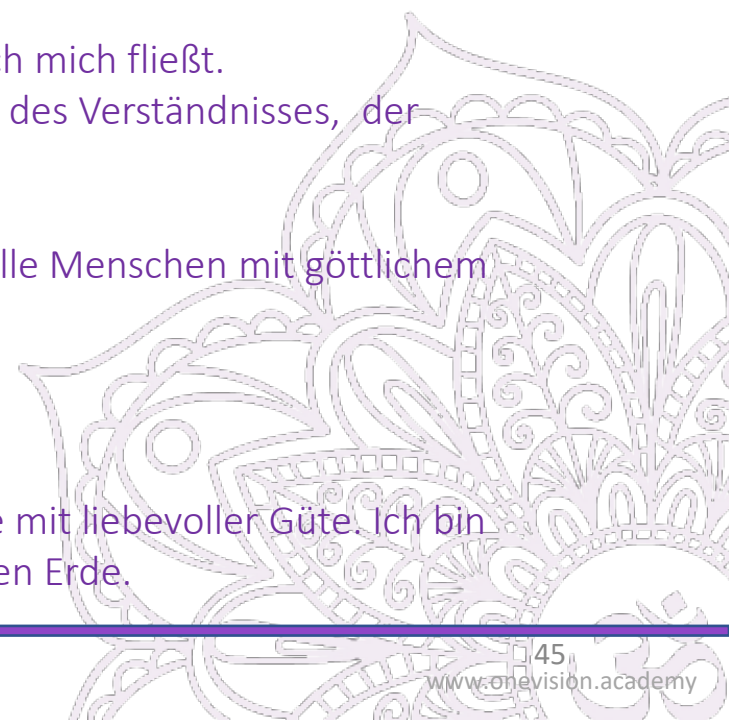 ch mich fließt.
des Verständnisses, der
lle Menschen mit göttlichem
mit liebevoller Güte. Ich bin
en Erde.
45
www.onevision.academy
ॐ